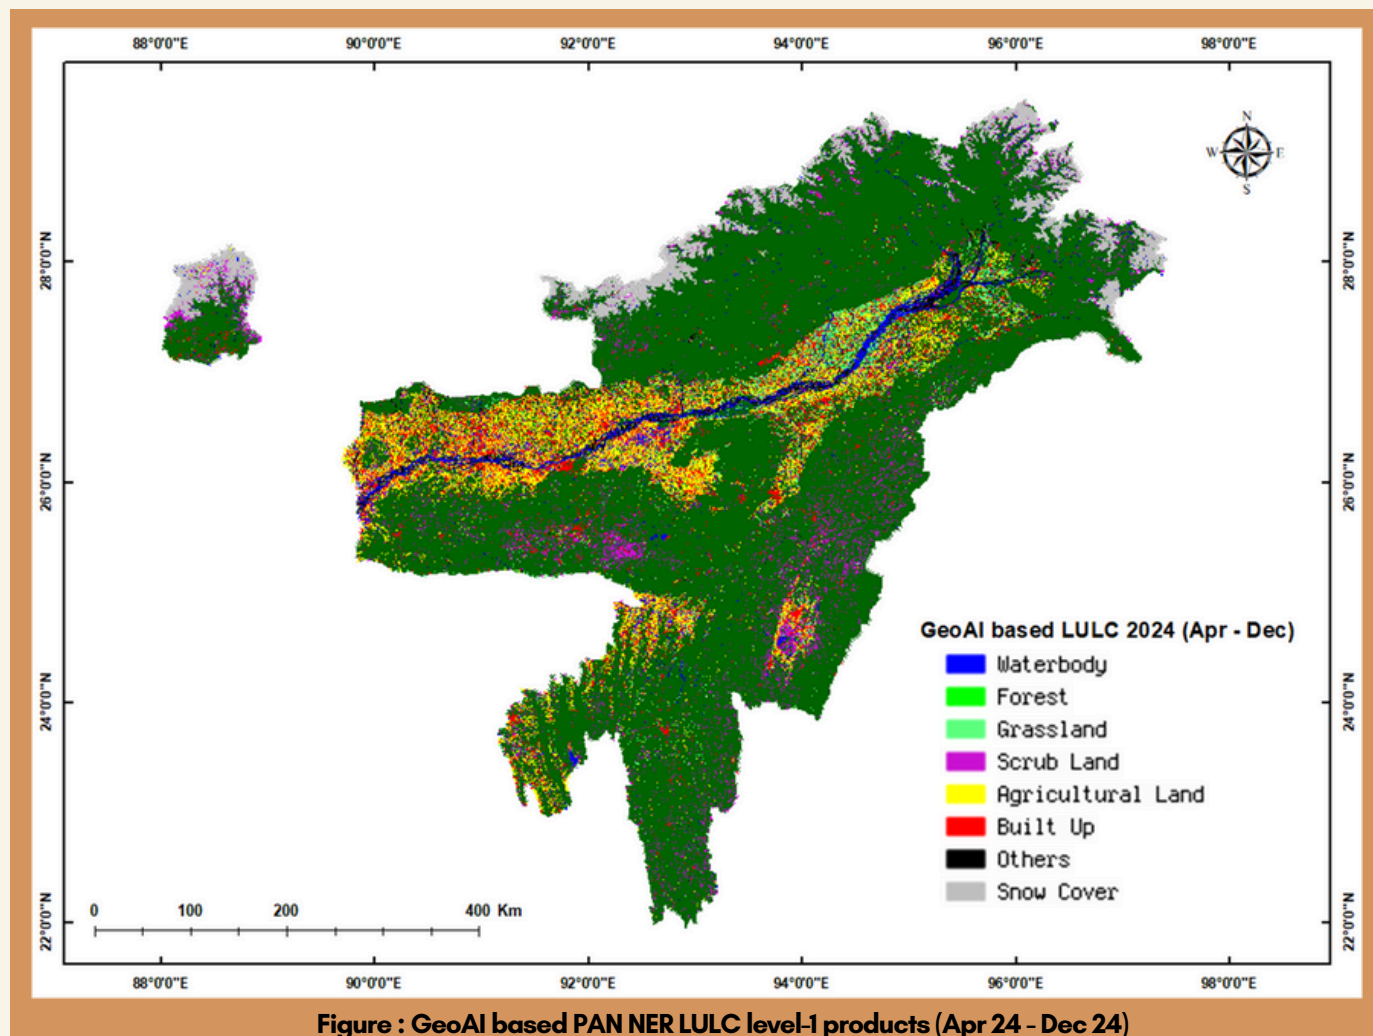 88°0'0"E 90°0'0"E 92°0'0"E 94°0'0"E 96°0'0"E 98°0'0"E
N
W E
S
28°0'0"N 28°0'0"N
26°0'0"N 26°0'0"N
24°0'0"N 24°0'0"N
22°0'0"N 22°0'0"N
GeoAI based LULC 2024 (Apr - Dec)
Waterbody
Forest
Grassland
Scrub Land
Agricultural Land
Built Up
Others
Snow Cover
0 100 200 400 Km
88°0'0"E 90°0'0"E 92°0'0"E 94°0'0"E 96°0'0"E 98°0'0"E
Figure : GeoAI based PAN NER LULC level-1 products (Apr 24 - Dec 24)